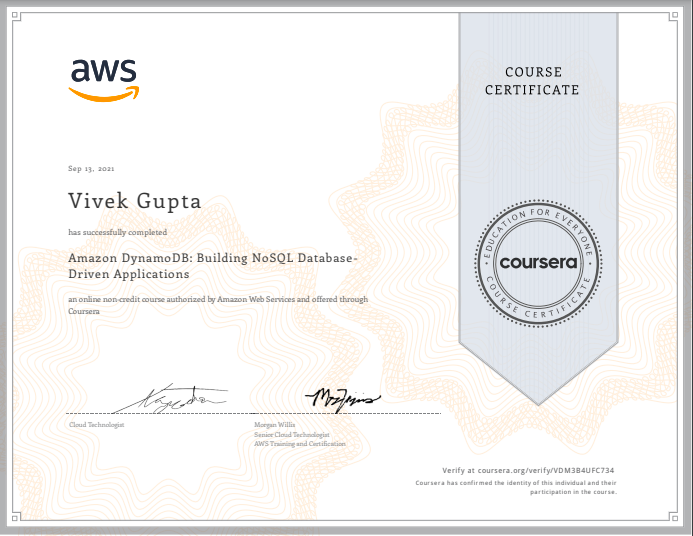 aws
COURSE
CERTIFICATE
Sep 13, 2021
Vivek Gupta
has successfully completed
Amazon DynamoDB: Building NoSQL Database-
Driven Applications
an online non-credit course authorized by Amazon Web Services and offered through
Coursera
EDUCATION FOR EVERYONE
coursera
COURSE CERTIFICATE
Cloud Technologist
Morgan Willis
Senior Cloud Technologist
AWS Training and Certification
Verify at coursera.org/verify/VDM3B4UFC734
Coursera has confirmed the identity of this individual and their
participation in the course.